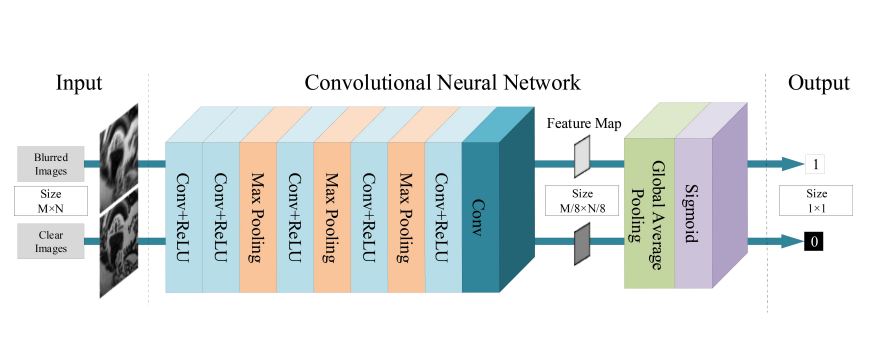 Input
Convolutional Neural Network
Output
Blurred
Images
Size
M×N
Clear
Images
Conv+ReLU
Conv+ReLU
Max Pooling
Conv+ReLU
Max Pooling
Conv+ReLU
Max Pooling
Conv+ReLU
Conv
Feature Map
Size
M/8×N/8
Global Average
Pooling
Sigmoid
1
Size
1×1
0